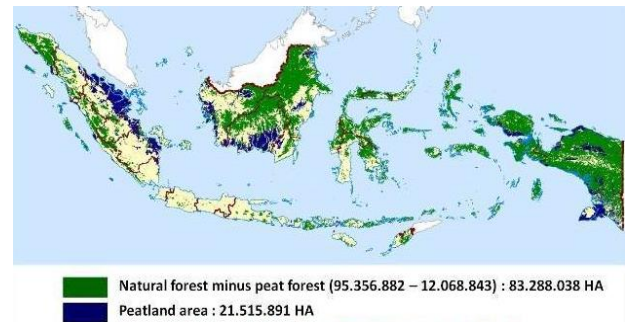 Natural forest minus peat forest (95.356.882 – 12.068.843) : 83.288.038 HA
Peatland area : 21.515.891 HA